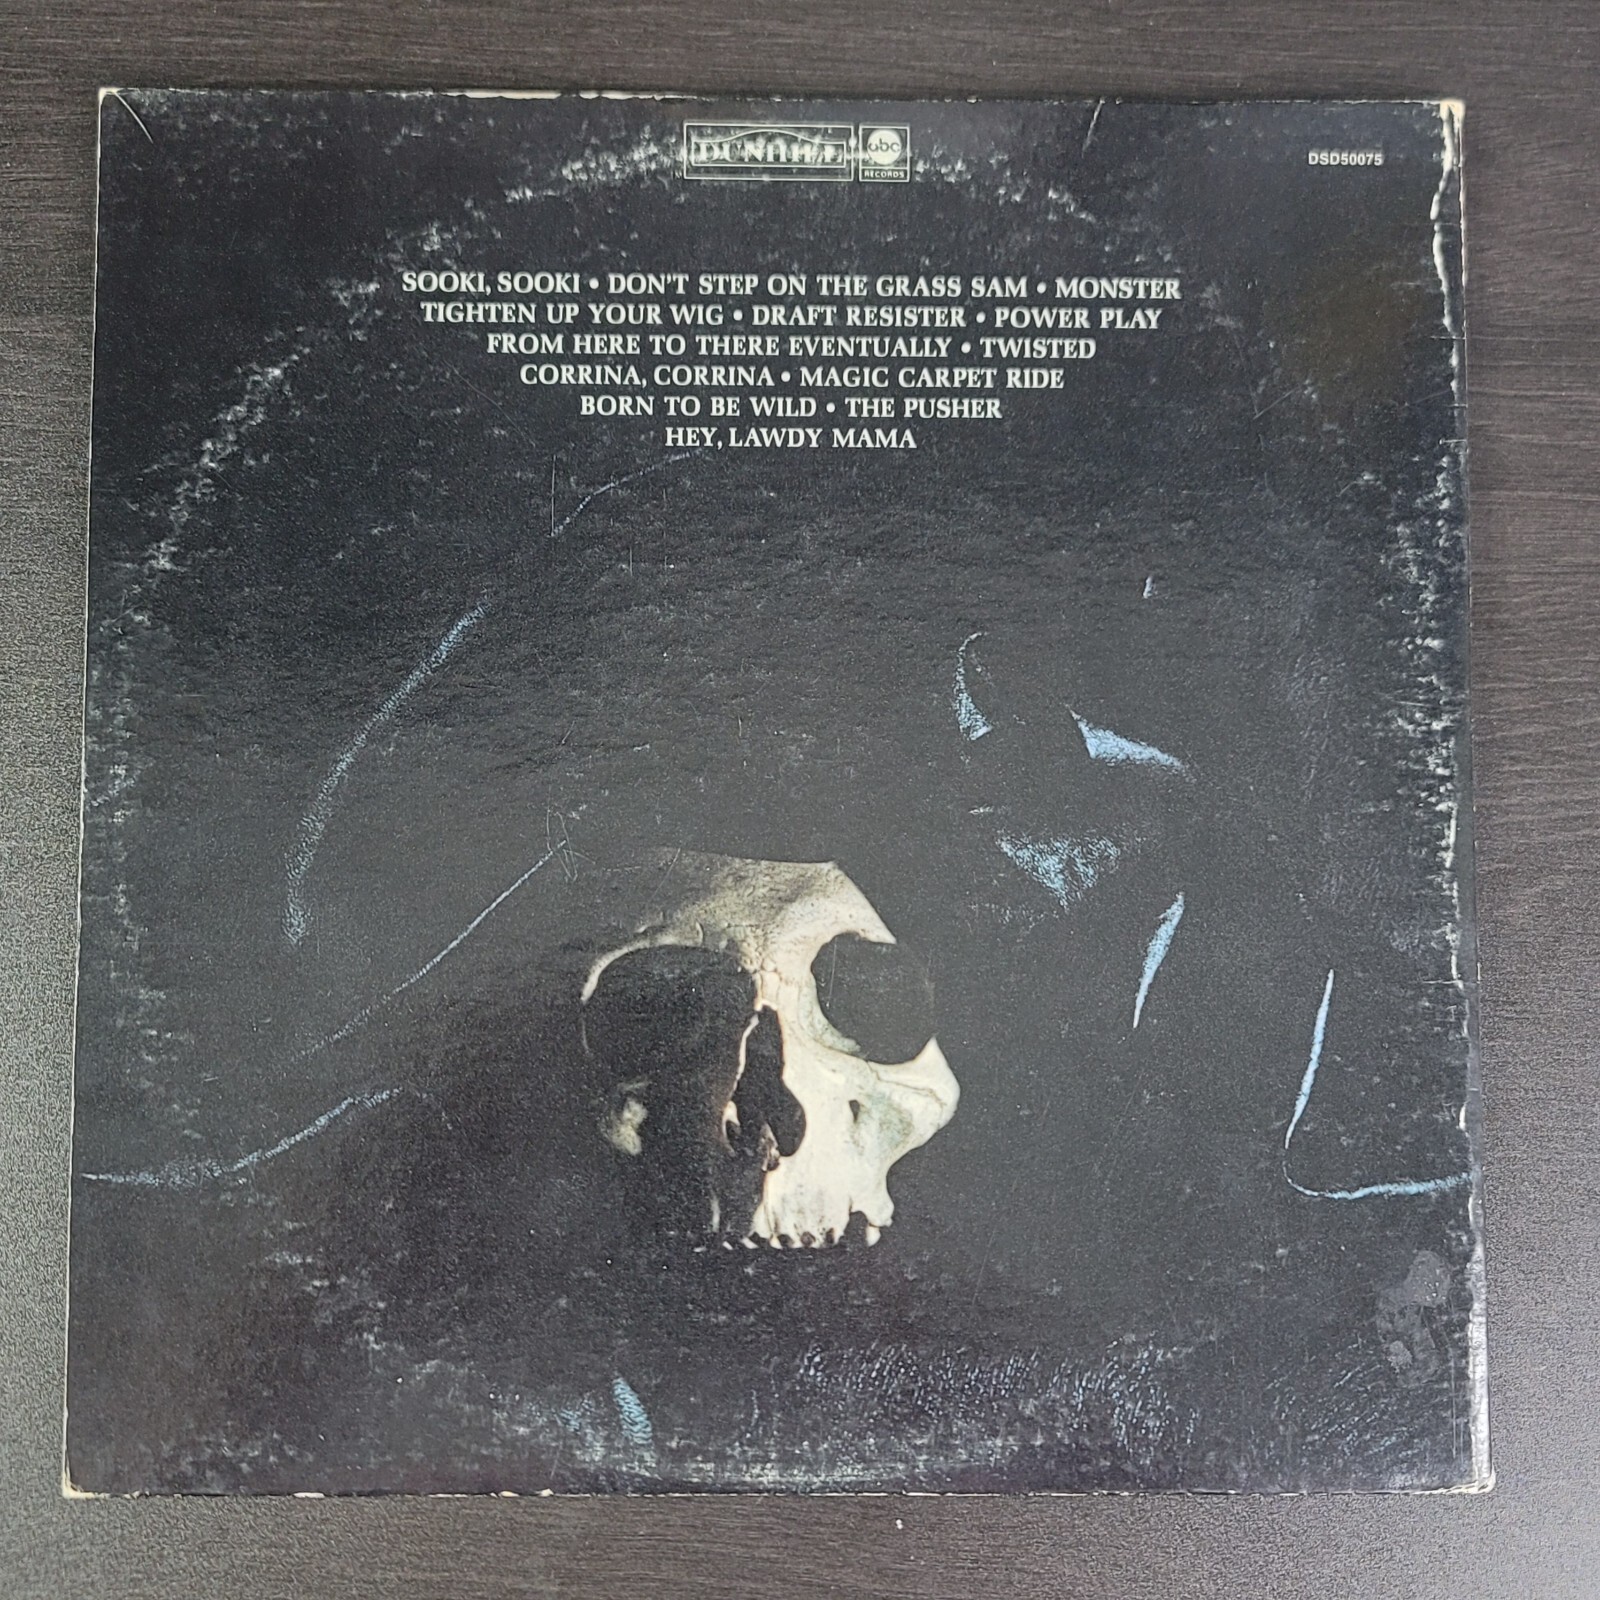 DUNHILL abc
RECORDS
DSD50075
SOOKI, SOOKI • DON'T STEP ON THE GRASS SAM • MONSTER
TIGHTEN UP YOUR WIG • DRAFT RESISTER • POWER PLAY
FROM HERE TO THERE EVENTUALLY • TWISTED
CORRINA, CORRINA • MAGIC CARPET RIDE
BORN TO BE WILD • THE PUSHER
HEY, LAWDY MAMA